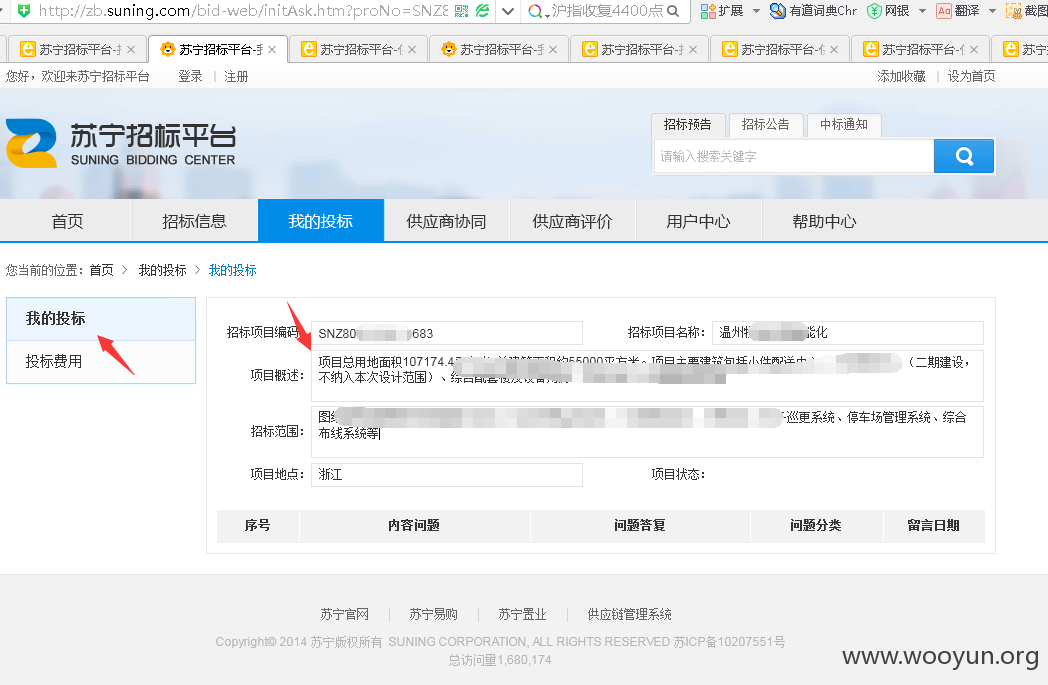 http://zb.suning.com/bid-web/initAsk.htm?proNo=SNZ8 沪指收复4400点 扩展 有道词典Chr 网银 翻译 截图
苏宁招标平台- 苏宁招标平台- 苏宁招标平台- 苏宁招标平台- 苏宁招标平台- 苏宁招标平台- 苏宁招标平台- 苏宁
您好，欢迎来苏宁招标平台 登录 | 注册 添加收藏 | 设为首页
招标预告 招标公告 中标通知
苏宁招标平台
SUNING BIDDING CENTER
请输入搜索关键字
首页 招标信息 我的投标 供应商协同 供应商评价 用户中心 帮助中心
您当前的位置：首页 > 我的投标 > 我的投标
我的投标
投标费用
招标项目编码 SNZ80 683 招标项目名称： 温州 能化
项目概述： 项目总用地面积107174.4 55000平方米。项目主要建筑包括小件配送中 （二期建设，
不纳入本次设计范围）、综合配套楼及设备用
招标范围： 图 巡更系统、停车场管理系统、综合
布线系统等
项目地点： 浙江 项目状态：
序号 内容问题 问题答复 问题分类 留言日期
苏宁官网 | 苏宁易购 | 苏宁置业 | 供应链管理系统
Copyright© 2014 苏宁版权所有 SUNING CORPORATION, ALL RIGHTS RESERVED 苏ICP备10207551号
总访问量1,680,174
www.wooyun.org